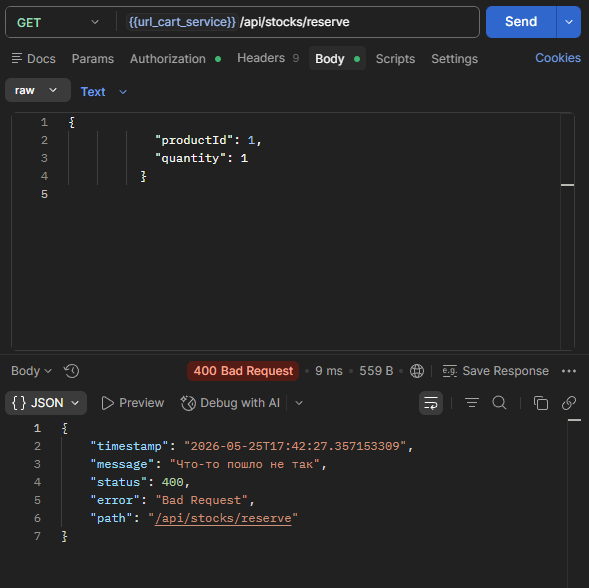 GET {{url_cart_service}} /api/stocks/reserve Send
Docs Params Authorization Headers 9 Body Scripts Settings Cookies
raw Text
1 {
2 "productId": 1,
3 "quantity": 1
4 }
5
Body 400 Bad Request • 9 ms • 559 B • e.g. Save Response
{} JSON Preview Debug with AI
1 {
2 "timestamp": "2026-05-25T17:42:27.357153309",
3 "message": "Что-то пошло не так",
4 "status": 400,
5 "error": "Bad Request",
6 "path": "/api/stocks/reserve"
7 }